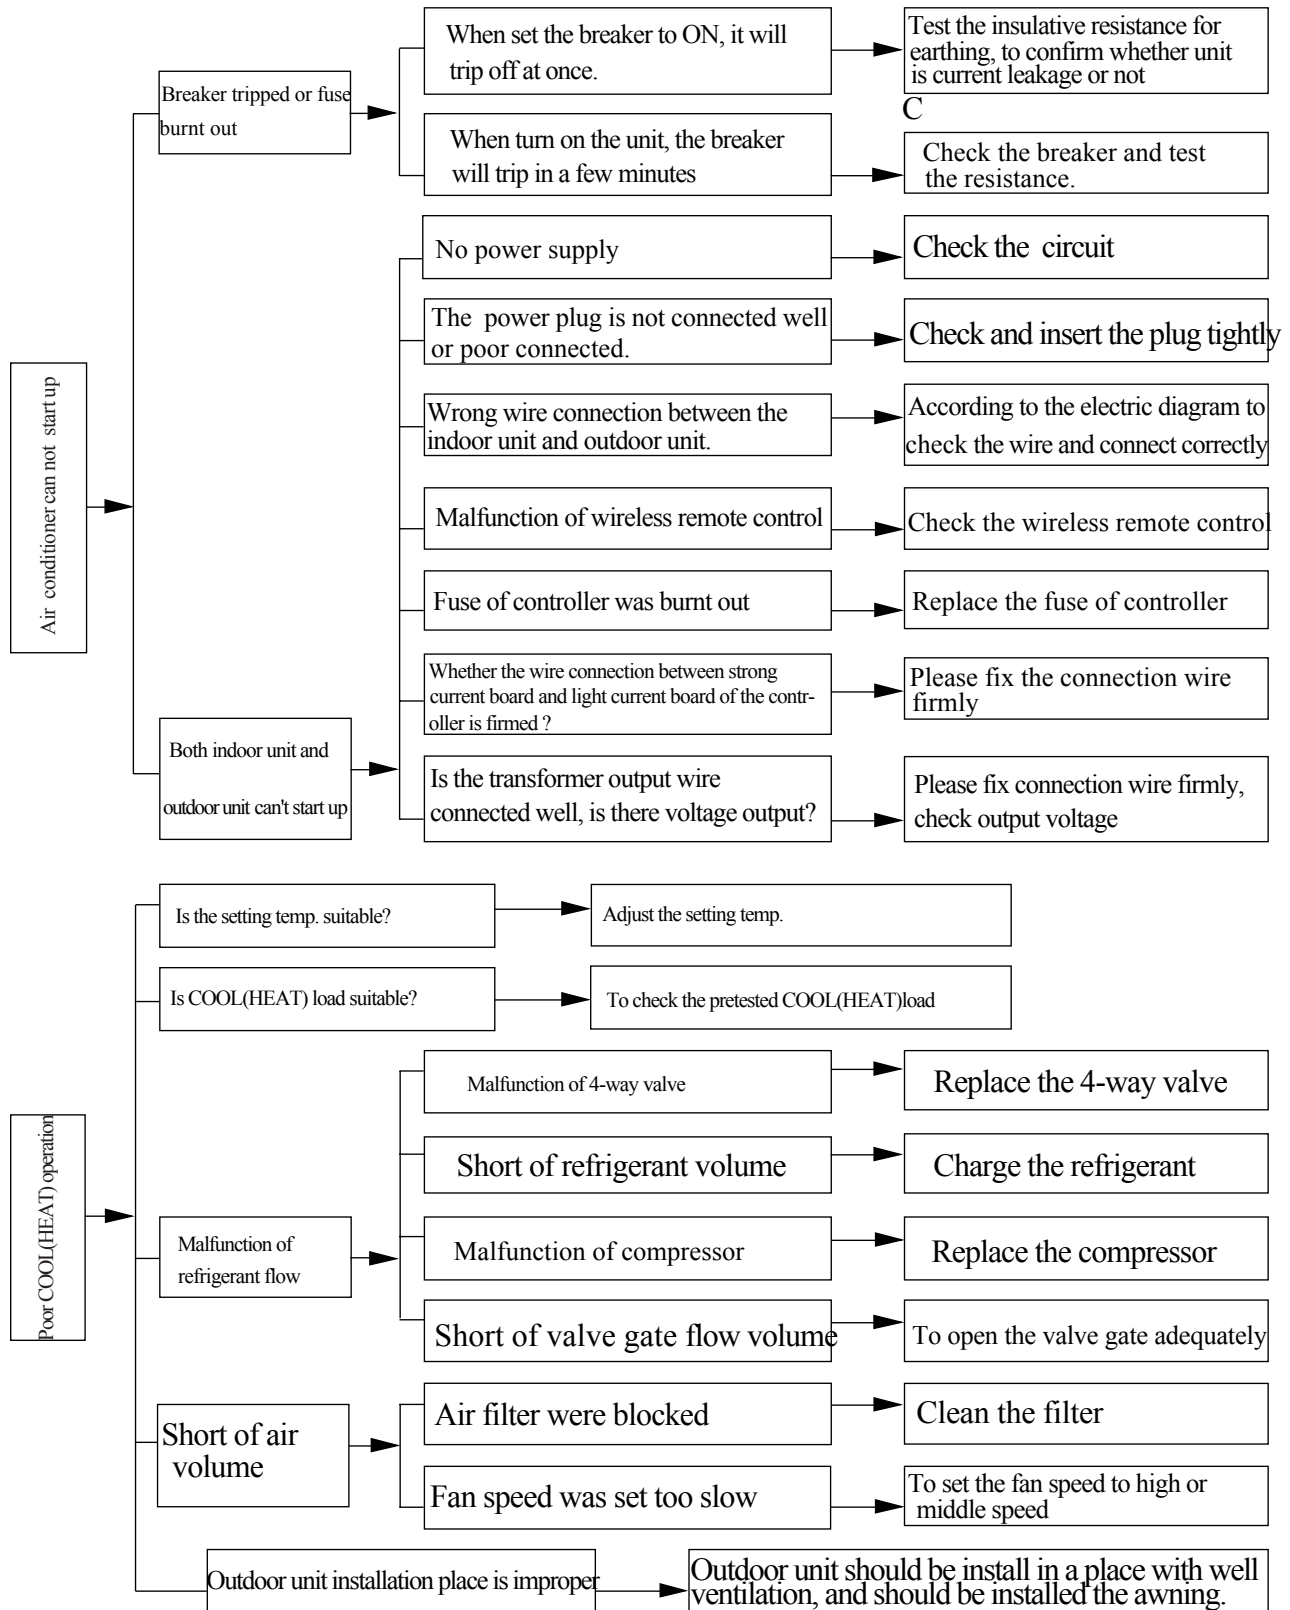 Air conditioner can not start up
Breaker tripped or fuse
burnt out
When set the breaker to ON, it will
trip off at once.
Test the insulative resistance for
earthing, to confirm whether unit
is current leakage or not
C
When turn on the unit, the breaker
will trip in a few minutes
Check the breaker and test
the resistance.
Both indoor unit and
outdoor unit can't start up
No power supply
Check the circuit
The power plug is not connected well
or poor connected.
Check and insert the plug tightly
Wrong wire connection between the
indoor unit and outdoor unit.
According to the electric diagram to
check the wire and connect correctly
Malfunction of wireless remote control
Check the wireless remote control
Fuse of controller was burnt out
Replace the fuse of controller
Whether the wire connection between strong
current board and light current board of the contr-
oller is firmed ?
Please fix the connection wire
firmly
Is the transformer output wire
connected well, is there voltage output?
Please fix connection wire firmly,
check output voltage
Poor COOL(HEAT) operation
Is the setting temp. suitable?
Adjust the setting temp.
Is COOL(HEAT) load suitable?
To check the pretested COOL(HEAT)load
Malfunction of
refrigerant flow
Malfunction of 4-way valve
Replace the 4-way valve
Short of refrigerant volume
Charge the refrigerant
Malfunction of compressor
Replace the compressor
Short of valve gate flow volume
To open the valve gate adequately
Short of air
volume
Air filter were blocked
Clean the filter
Fan speed was set too slow
To set the fan speed to high or
middle speed
Outdoor unit installation place is improper
Outdoor unit should be install in a place with well
ventilation, and should be installed the awning.